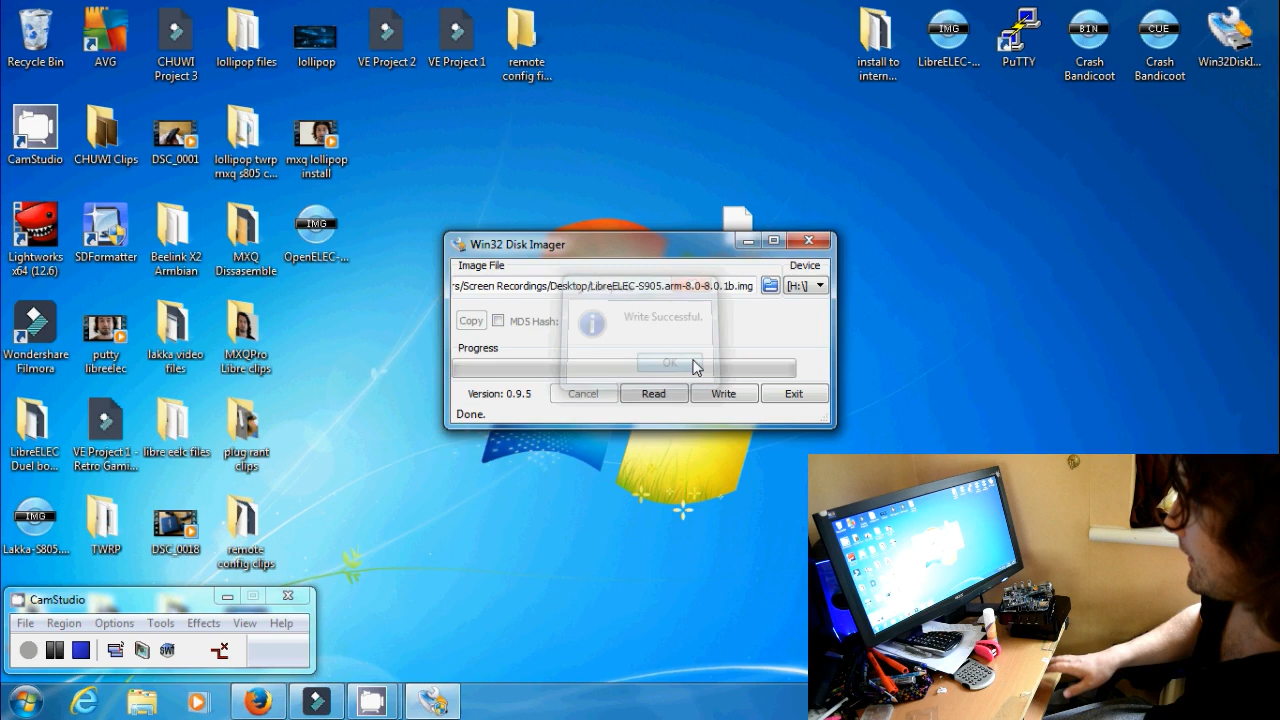 Recycle Bin
AVG
CHUWI
Project 3
lollipop files
lollipop
VE Project 2
VE Project 1
remote
config fi...
install to
intern...
LibreELEC-...
PuTTY
Crash
Bandicoot
Crash
Bandicoot
Win32DiskI...
IMG
BIN
CUE
CamStudio
CHUWI Clips
DSC_0001
lollipop twrp
mxq s805 c...
mxq lollipop
install
Lightworks
x64 (12.6)
SDFormatter
Beelink X2
Armbian
MXQ
Dissasemble
IMG
OpenELEC-...
Wondershare
Filmora
putty
libreelec
lakka video
files
MXQPro
Libre clips
LibreELEC
Duel bo...
VE Project 1 -
Retro Gami...
libre eelc files
plug rant
clips
IMG
Lakka-S805....
TWRP
DSC_0018
remote
config clips
Win32 Disk Imager
Image File
Device
's/Screen Recordings/Desktop/LibreELEC-S905.arm-8.0-8.0.1b.img
[H:\]
Copy
MD5 Hash:
Write Successful.
OK
Progress
Version: 0.9.5
Cancel
Read
Write
Exit
Done.
CamStudio
File Region Options Tools Effects View Help